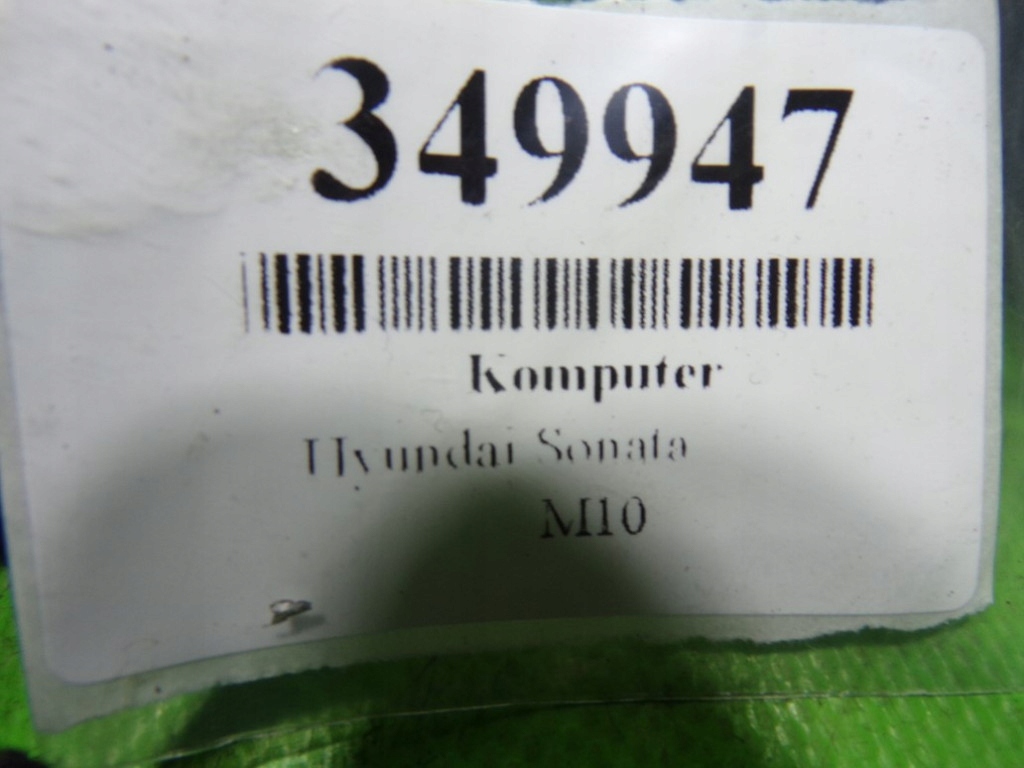 349947
Komputer
Hyundai Sonata
M10